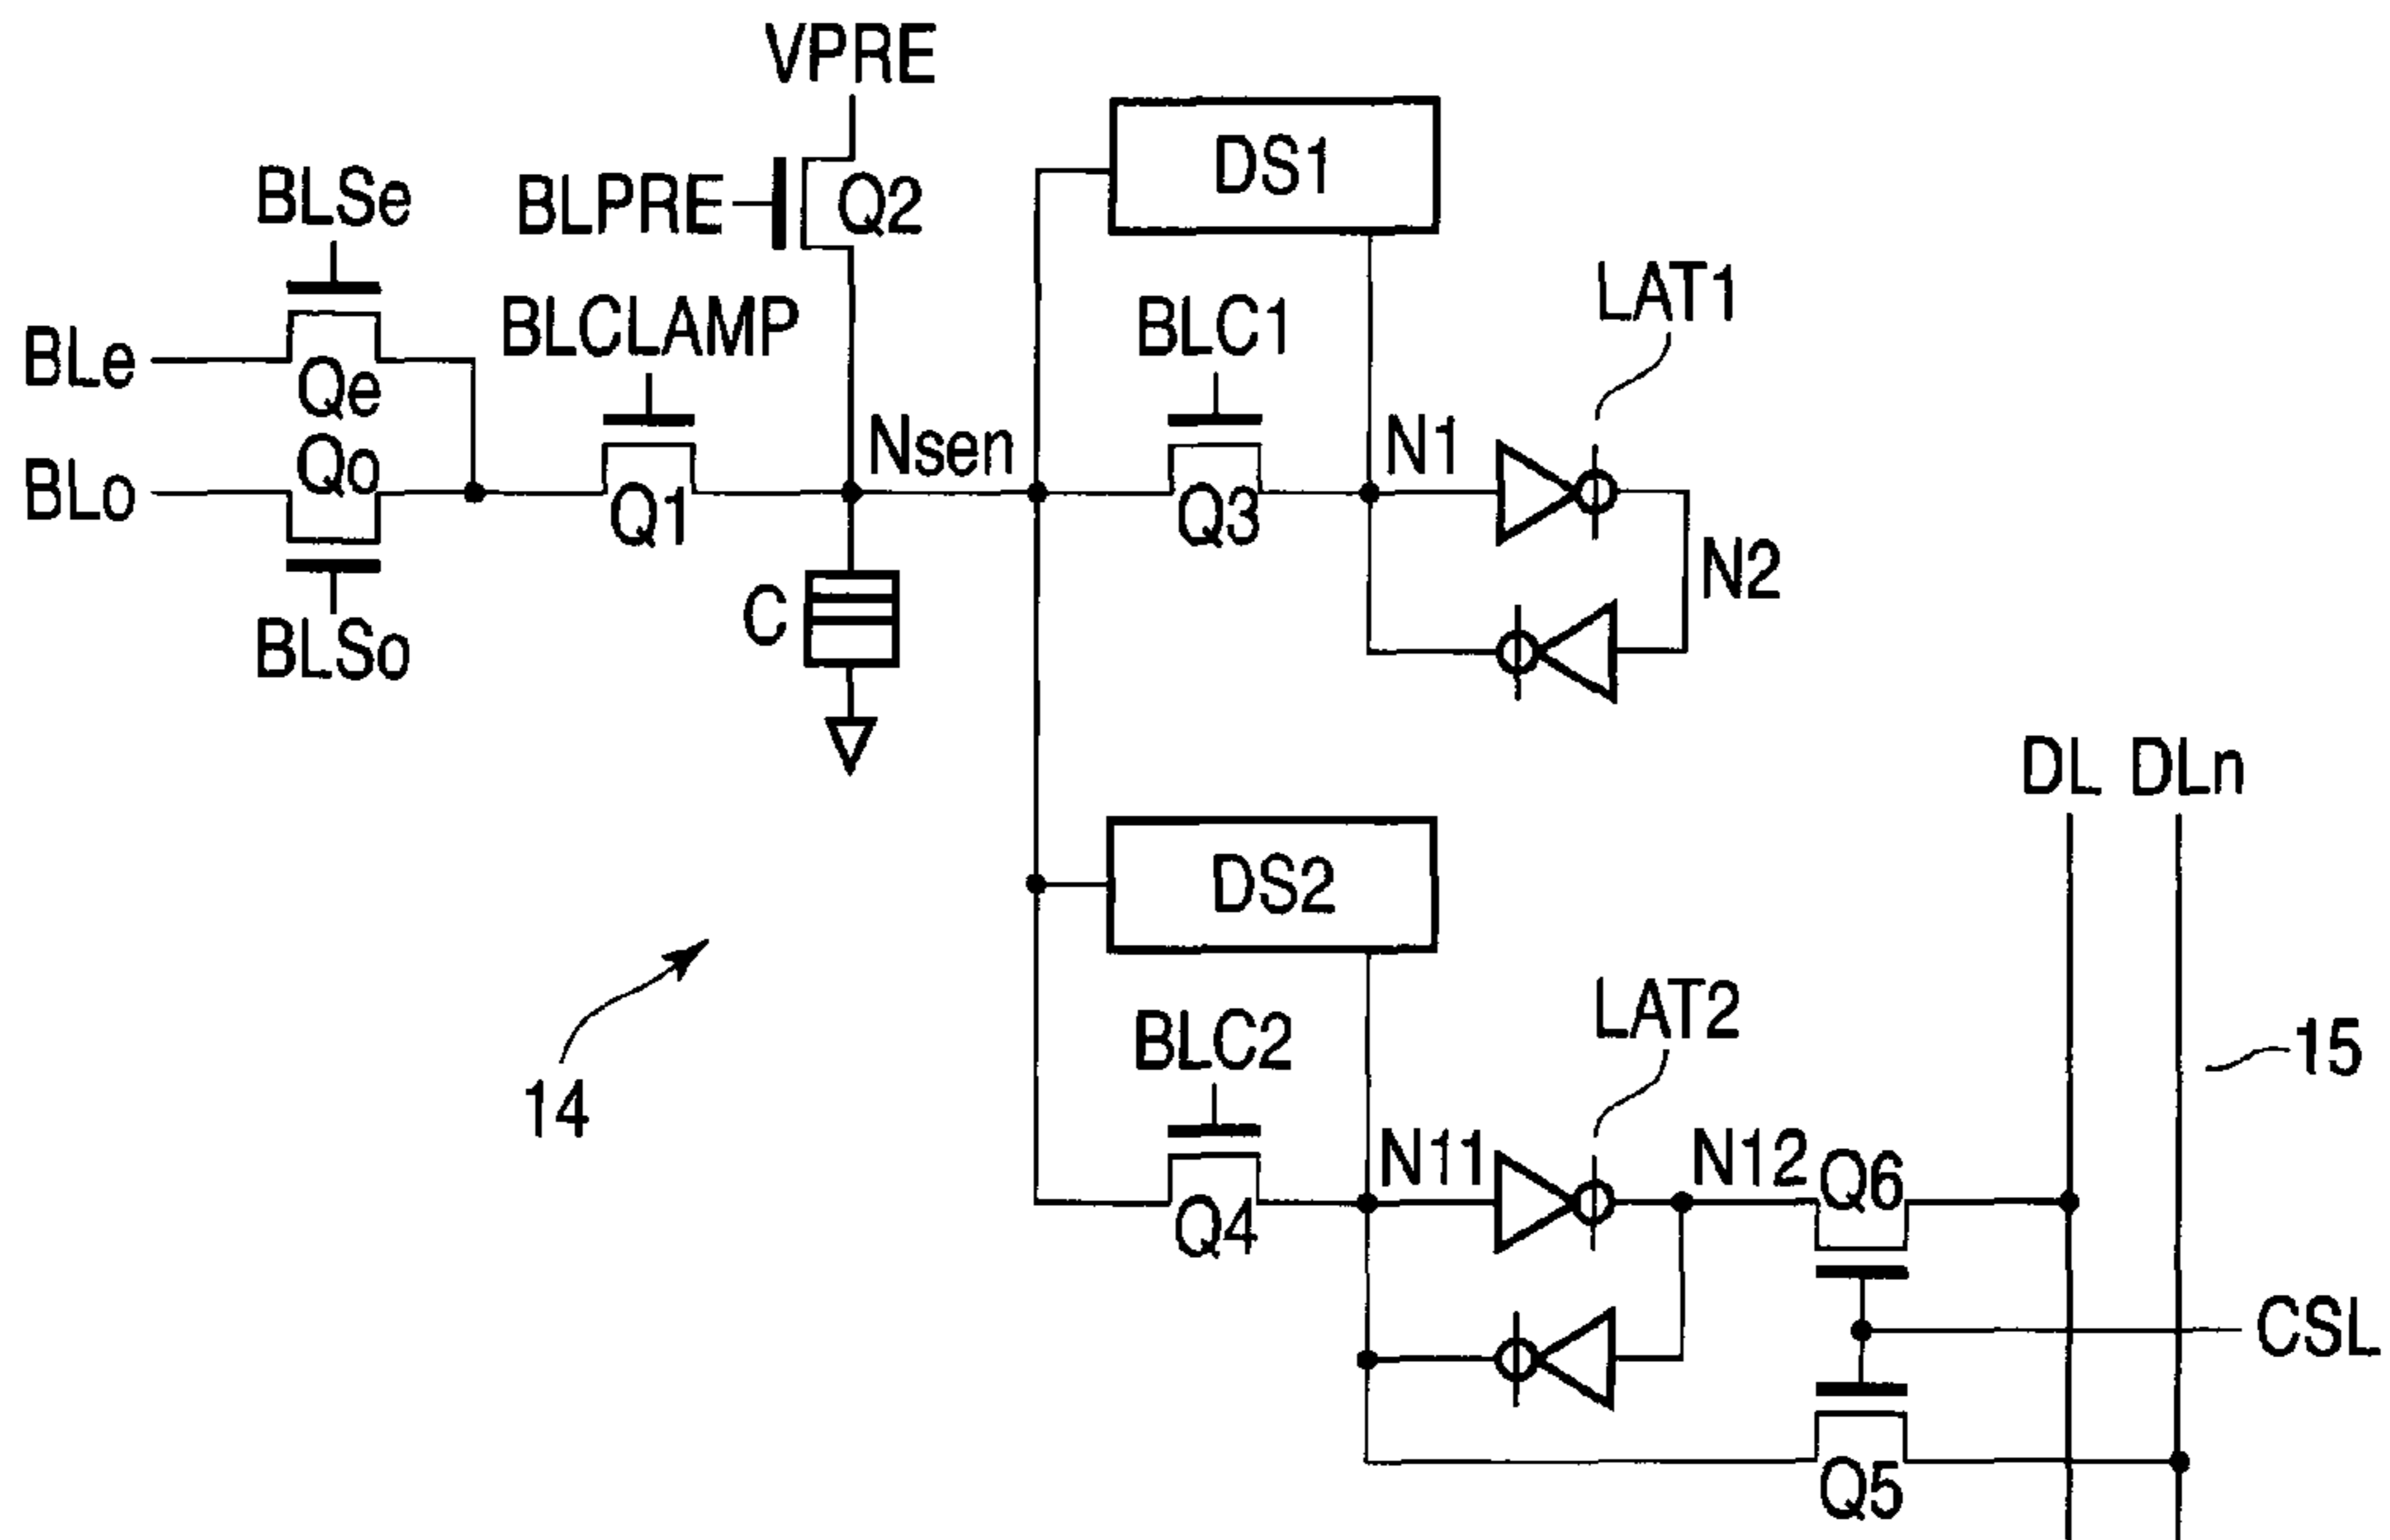 VPRE
DS1
BLSe
BLPRE
Q2
LAT1
BLCLAMP
BLC1
BLe
Qe
Nsen
N1
Qo
BLo
Q1
Q3
N2
C
BLSo
DL DLn
DS2
LAT2
BLC2
15
14
N11
N12
Q6
Q4
CSL
Q5